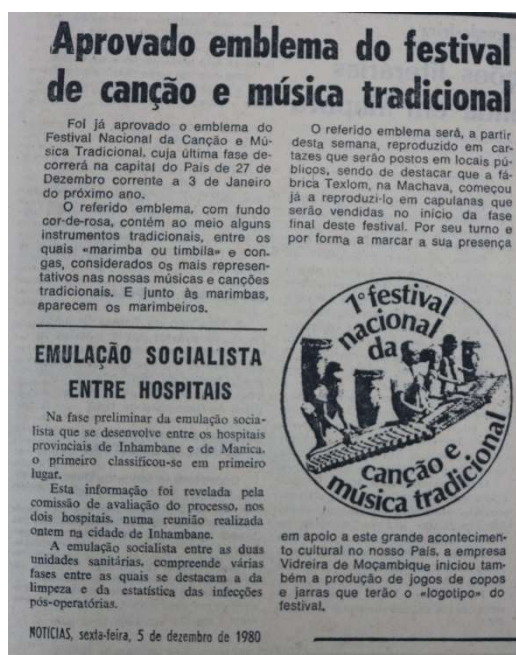 Aprovado emblema do festival
de canção e música tradicional
Foi já aprovado o emblema do
Festival Nacional da Canção e Mú-
sica Tradicional, cuja última fase de-
correrá na capital do País de 27 de
Dezembro corrente a 3 de Janeiro
do próximo ano.
O referido emblema, com fundo
cor-de-rosa, contém ao meio alguns
instrumentos tradicionais, entre os
quais «marimba ou timbila» e con-
gas, considerados os mais represen-
tativos nas nossas músicas e canções
tradicionais. E junto às marimbas,
aparecem os marimbeiros.
O referido emblema será, a partir
desta semana, reproduzido em car-
tazes que serão postos em locais pú-
blicos, sendo de destacar que a fá-
brica Texlom, na Machava, começou
já a reproduzi-lo em capulanas que
serão vendidas no início da fase
final deste festival. Por seu turno e
por forma a marcar a sua presença
1º festival
nacional
da
canção e
música tradicional
em apoio a este grande acontecimen-
to cultural no nosso País, a empresa
Vidreira de Moçambique iniciou tam-
bém a produção de jogos de copos
e jarras que terão o «logotipo» do
festival.
EMULAÇÃO SOCIALISTA
ENTRE HOSPITAIS
Na fase preliminar da emulação socia-
lista que se desenvolve entre os hospitais
provinciais de Inhambane e de Manica,
o primeiro classificou-se em primeiro
lugar.
Esta informação foi revelada pela
comissão de avaliação do processo, nos
dois hospitais, numa reunião realizada
ontem na cidade de Inhambane.
A emulação socialista entre as duas
unidades sanitárias, compreende várias
fases entre as quais se destacam a da
limpeza e da estatística das infecções
pós-operatórias.
NOTICIAS, sexta-feira, 5 de dezembro de 1980